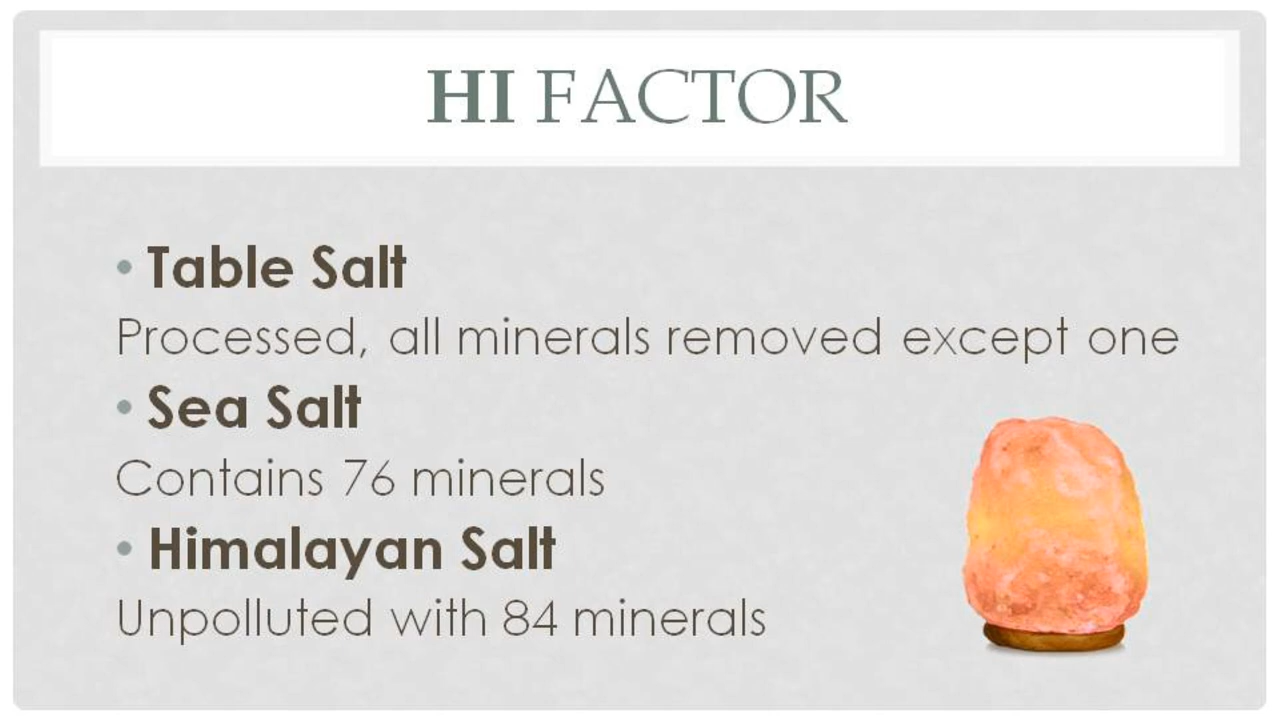 HI FACTOR
• Table Salt
Processed, all minerals removed except one
• Sea Salt
Contains 76 minerals
• Himalayan Salt
Unpolluted with 84 minerals